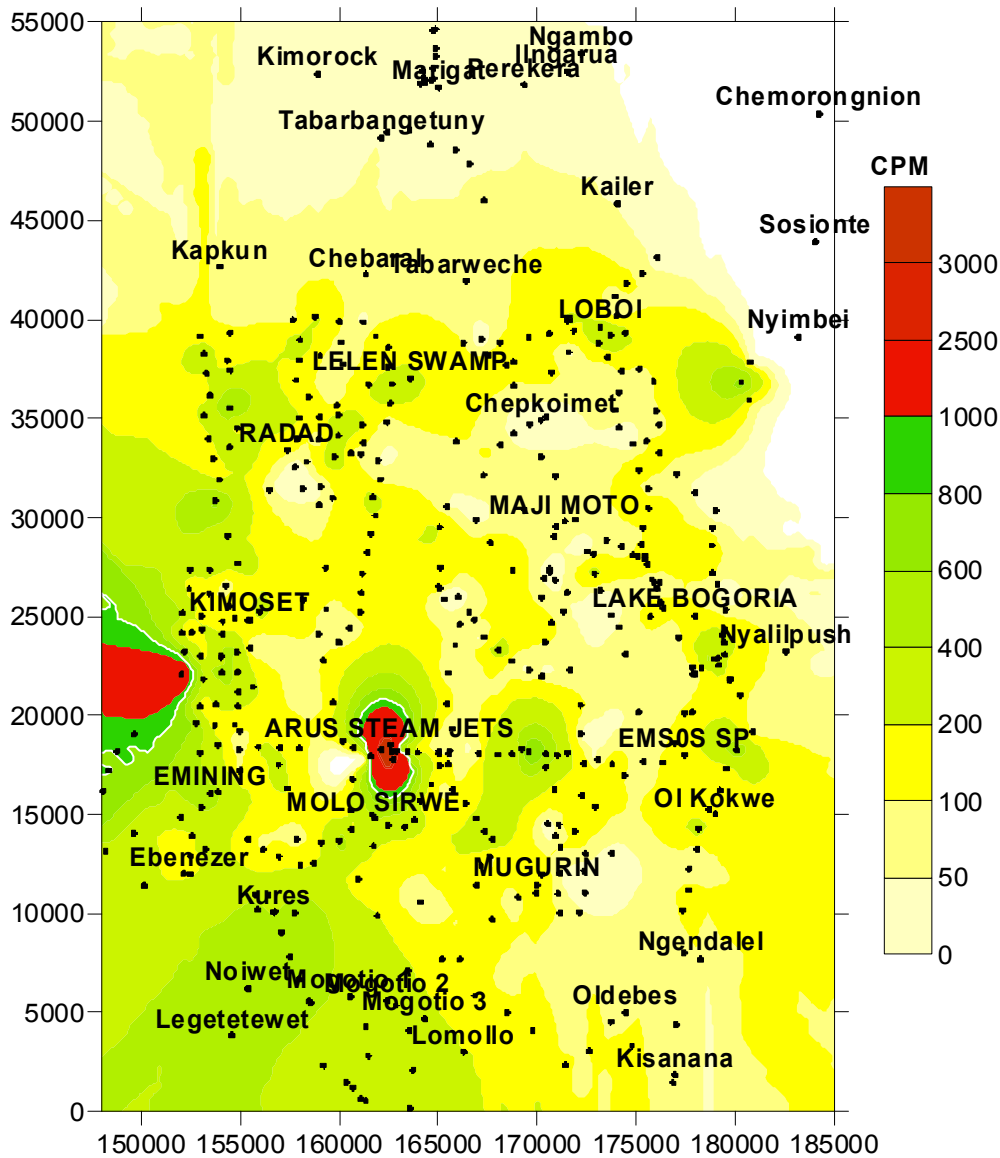 55000
Ngambo
Kimorock
Ilngarua
Marigat
Perekera
50000
Chemorongnion
Tabarbangetuny
CPM
Kailer
45000
Sosionte
3000
Kapkun
Chebaral
Tabarweche
2500
40000
LOBOI
Nyimbei
LELEN SWAMP
1000
35000
Chepkoimet
RADAD
800
30000
MAJI MOTO
600
KIMOSET
LAKE BOGORIA
25000
Nyalilpush
400
20000
ARUS STEAM JETS
EMS0S SP
200
EMINING
15000
MOLO SIRWE
Ol Kokwe
100
Ebenezer
MUGURIN
50
Kures
10000
Ngendalel
0
Noiwet
Mogotio 1
Mogotio 2
5000
Mogotio 3
Oldebes
Legetetewet
Lomollo
Kisanana
0
150000 155000 160000 165000 170000 175000 180000 185000